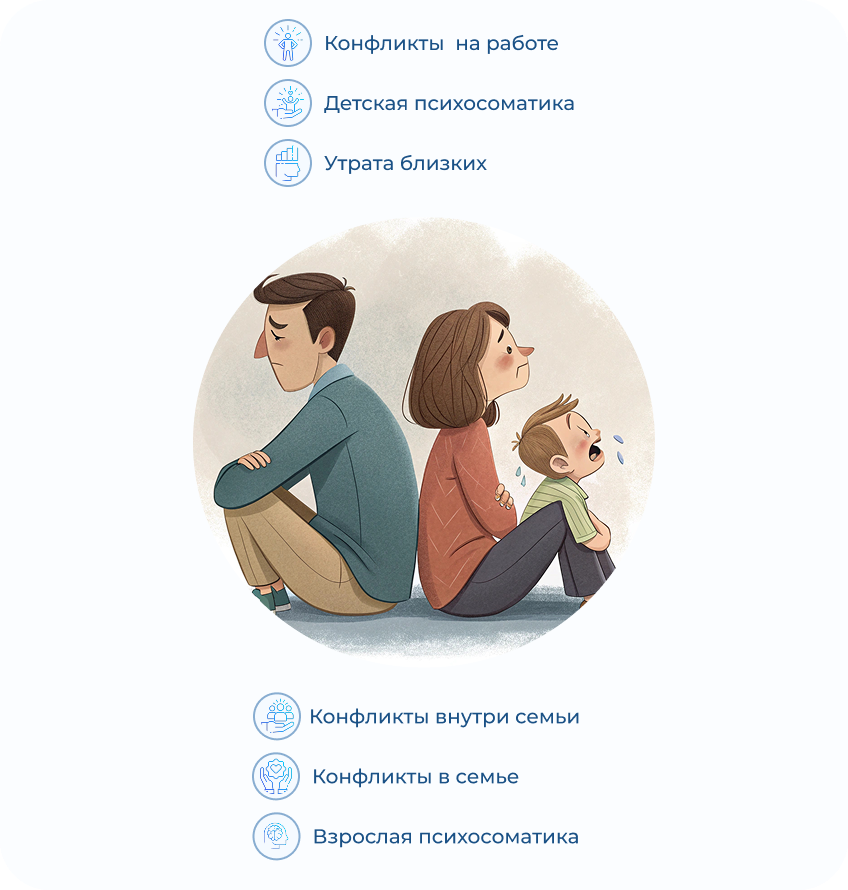 Конфликты  на работе
Детская психосоматика
Утрата близких
Конфликты внутри семьи
Конфликты в семье
Взрослая психосоматика